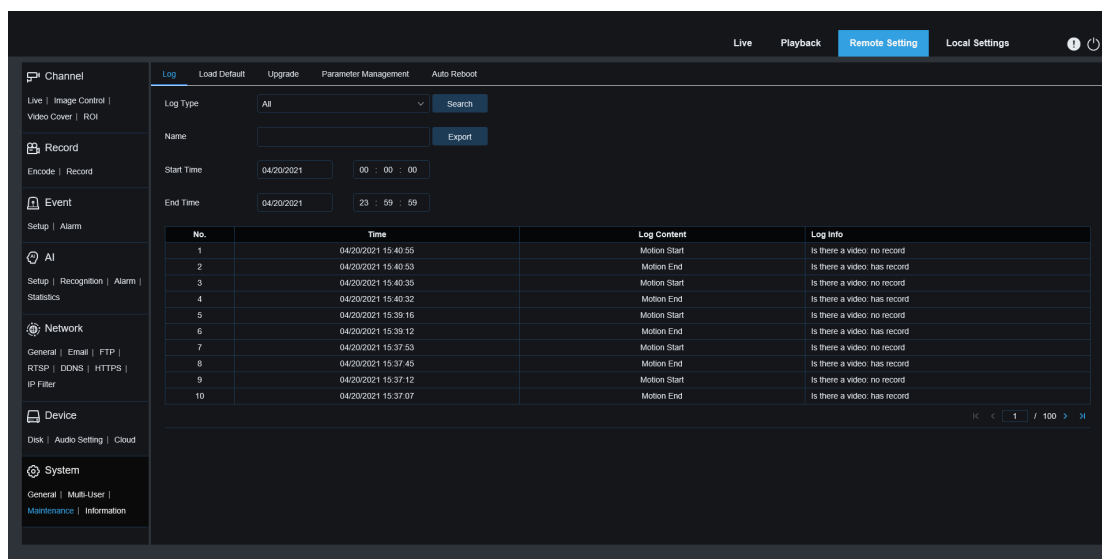 Live Playback Remote Setting Local Settings
Channel
Live | Image Control |
Video Cover | ROI
Record
Encode | Record
Event
Setup | Alarm
AI
Setup | Recognition | Alarm |
Statistics
Network
General | Email | FTP |
RTSP | DDNS | HTTPS |
IP Filter
Device
Disk | Audio Setting | Cloud
System
General | Multi-User |
Maintenance | Information
Log Load Default Upgrade Parameter Management Auto Reboot
Log Type All Search
Name Export
Start Time 04/20/2021 00 : 00 : 00
End Time 04/20/2021 23 : 59 : 59
No. Time Log Content Log Info
1 04/20/2021 15:40:55 Motion Start Is there a video: no record
2 04/20/2021 15:40:53 Motion End Is there a video: has record
3 04/20/2021 15:40:35 Motion Start Is there a video: no record
4 04/20/2021 15:40:32 Motion End Is there a video: has record
5 04/20/2021 15:39:16 Motion Start Is there a video: no record
6 04/20/2021 15:39:12 Motion End Is there a video: has record
7 04/20/2021 15:37:53 Motion Start Is there a video: no record
8 04/20/2021 15:37:45 Motion End Is there a video: has record
9 04/20/2021 15:37:12 Motion Start Is there a video: no record
10 04/20/2021 15:37:07 Motion End Is there a video: has record
1 / 100